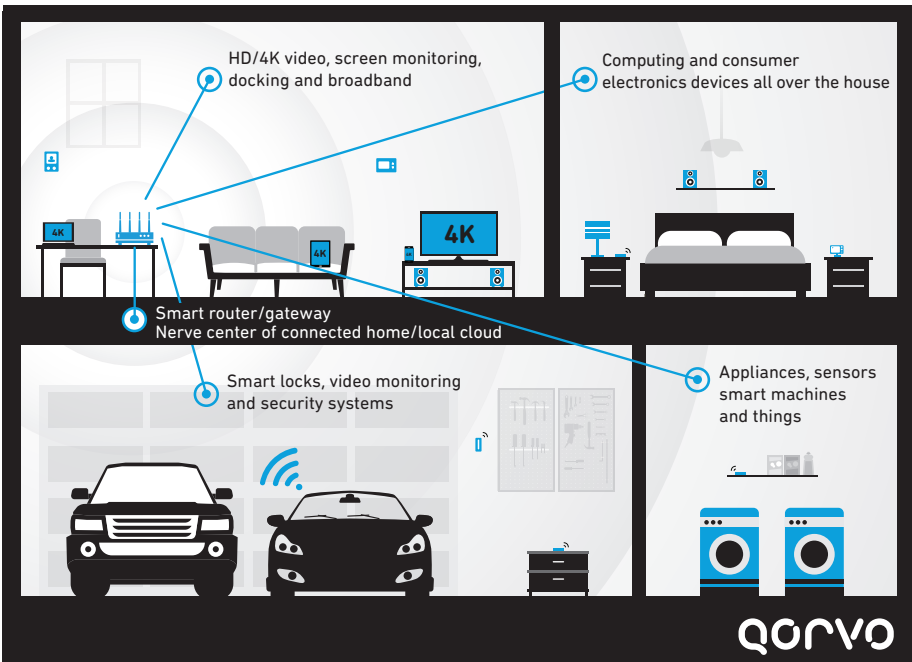 HD/4K video, screen monitoring,
docking and broadband
Computing and consumer
electronics devices all over the house
4K
4K
4K
Smart router/gateway
Nerve center of connected home/local cloud
Smart locks, video monitoring
and security systems
Appliances, sensors
smart machines
and things
QORVO